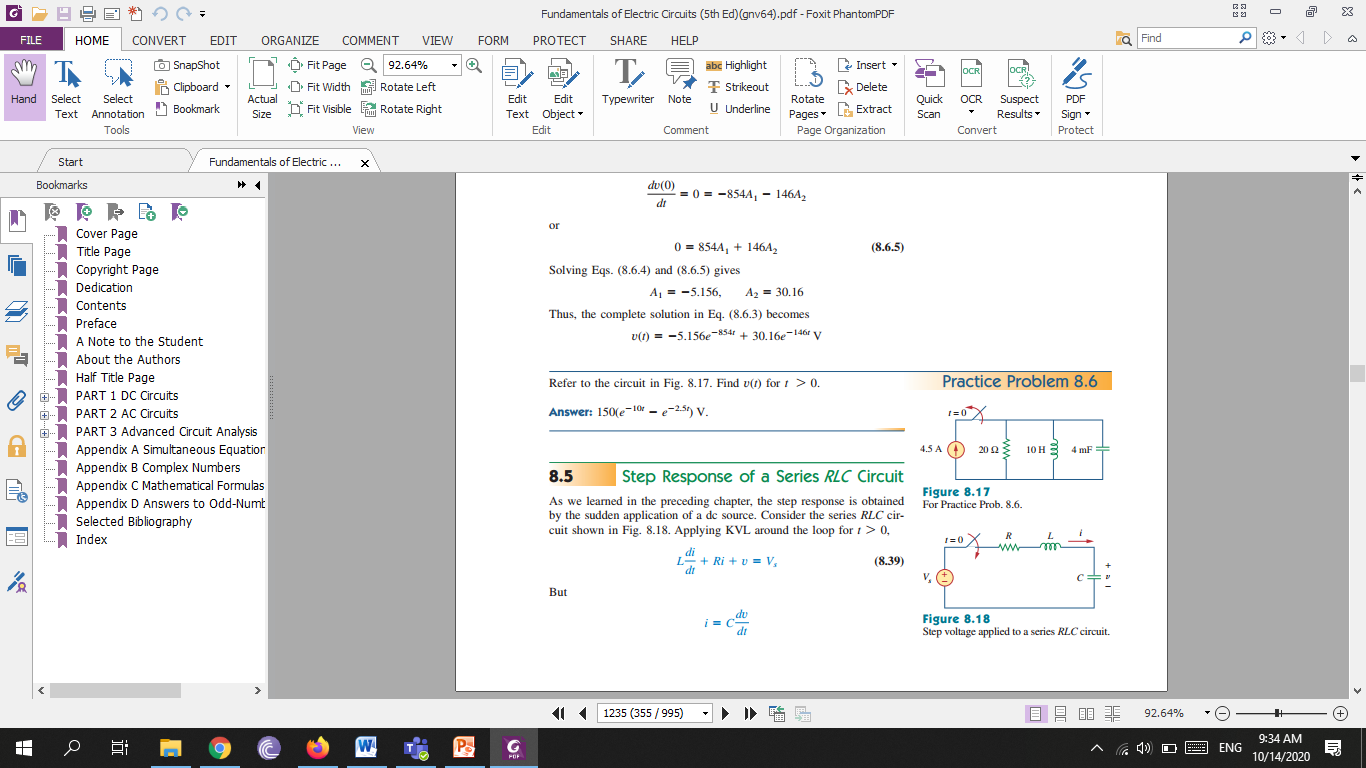 Fundamentals of Electric Circuits (5th Ed)(gnv64).pdf - Foxit PhantomPDF
FILE HOME CONVERT EDIT ORGANIZE COMMENT VIEW FORM PROTECT SHARE HELP Find
Hand
Select Text
Select Annotation
SnapShot
Clipboard
Bookmark
Tools
Actual Size
Fit Page
Fit Width
Fit Visible
92.64%
Rotate Left
Rotate Right
View
Edit Text
Edit Object
Edit
Typewriter
Note
abc Highlight
Strikeout
U Underline
Comment
Rotate Pages
Insert
Delete
Extract
Page Organization
Quick Scan
OCR
OCR
OCR
Suspect Results
Convert
PDF Sign
Protect
Start
Fundamentals of Electric ...
Bookmarks
Cover Page
Title Page
Copyright Page
Dedication
Contents
Preface
A Note to the Student
About the Authors
Half Title Page
PART 1 DC Circuits
PART 2 AC Circuits
PART 3 Advanced Circuit Analysis
Appendix A Simultaneous Equation
Appendix B Complex Numbers
Appendix C Mathematical Formulas
Appendix D Answers to Odd-Numb
Selected Bibliography
Index
dv(0)/dt = 0 = −854A₁ − 146A₂
or
0 = 854A₁ + 146A₂ (8.6.5)
Solving Eqs. (8.6.4) and (8.6.5) gives
A₁ = −5.156, A₂ = 30.16
Thus, the complete solution in Eq. (8.6.3) becomes
v(t) = −5.156e^−854t + 30.16e^−146t V
Refer to the circuit in Fig. 8.17. Find v(t) for t > 0.
Answer: 150(e^−10t − e^−2.5t) V.
Practice Problem 8.6
t = 0
4.5 A 20 Ω 10 H 4 mF
Figure 8.17
For Practice Prob. 8.6.
8.5 Step Response of a Series RLC Circuit
As we learned in the preceding chapter, the step response is obtained
by the sudden application of a dc source. Consider the series RLC cir-
cuit shown in Fig. 8.18. Applying KVL around the loop for t > 0,
L di/dt + Ri + v = Vₛ (8.39)
But
i = C dv/dt
t = 0 R L i
Vₛ + − C + v −
Figure 8.18
Step voltage applied to a series RLC circuit.
1235 (355 / 995)
92.64%
ENG
9:34 AM
10/14/2020